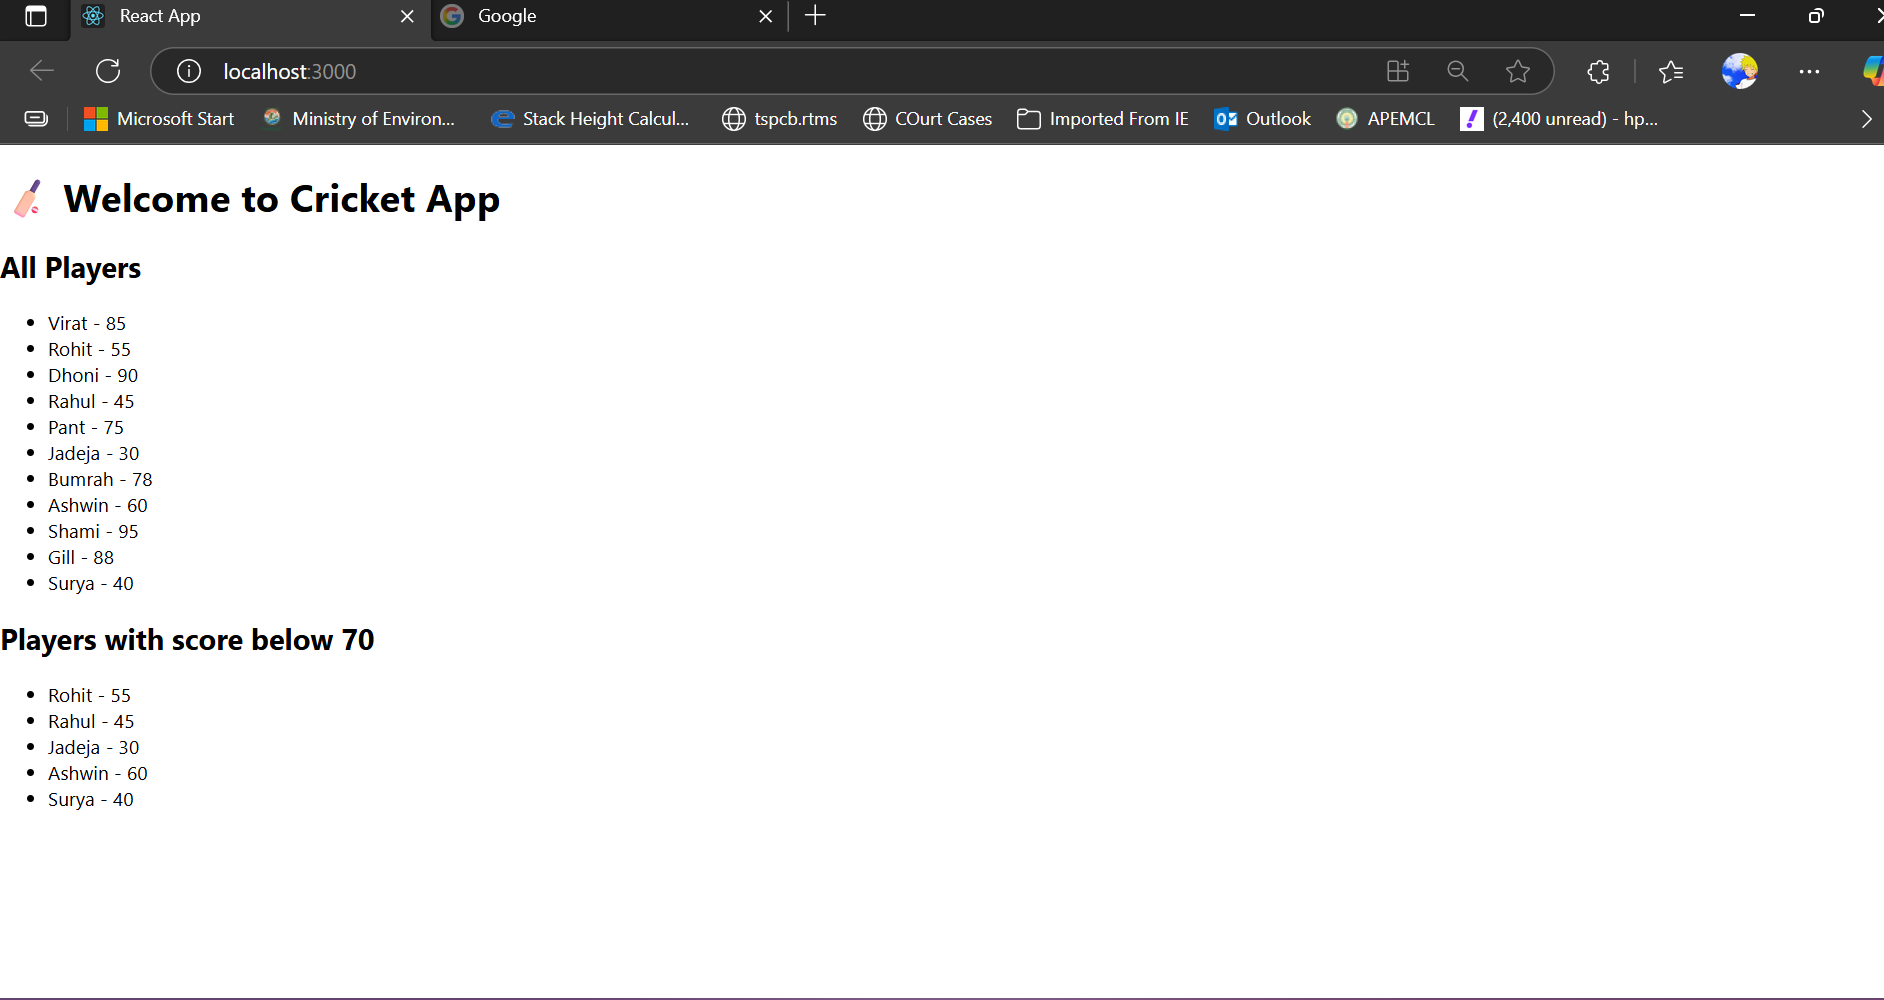 React App
Google
localhost:3000
Microsoft Start
Ministry of Environ...
Stack Height Calcul...
tspcb.rtms
COurt Cases
Imported From IE
Outlook
APEMCL
(2,400 unread) - hp...
Welcome to Cricket App
All Players
Virat - 85
Rohit - 55
Dhoni - 90
Rahul - 45
Pant - 75
Jadeja - 30
Bumrah - 78
Ashwin - 60
Shami - 95
Gill - 88
Surya - 40
Players with score below 70
Rohit - 55
Rahul - 45
Jadeja - 30
Ashwin - 60
Surya - 40